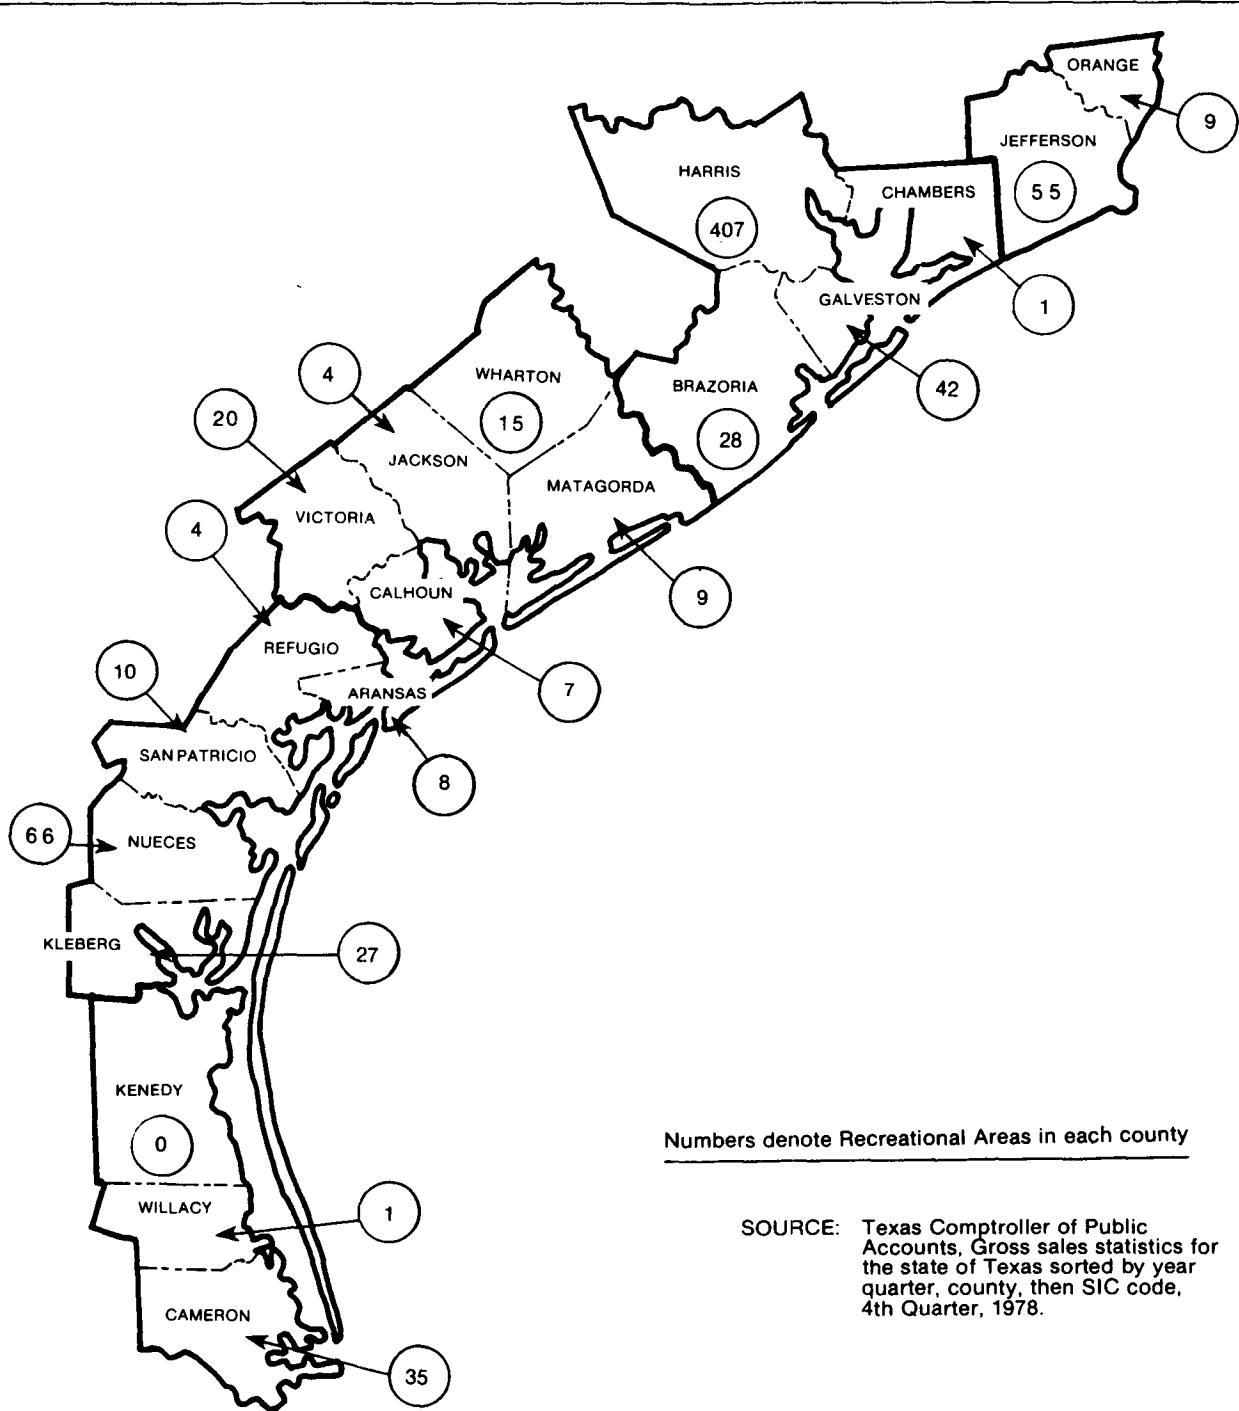 ORANGE
9
JEFFERSON
55
HARRIS
407
CHAMBERS
1
GALVESTON
42
BRAZORIA
28
WHARTON
15
4
JACKSON
20
VICTORIA
MATAGORDA
9
4
CALHOUN
7
REFUGIO
10
ARANSAS
8
SAN PATRICIO
66
NUECES
KLEBERG
27
KENEDY
0
WILLACY
1
CAMERON
35
Numbers denote Recreational Areas in each county
SOURCE: Texas Comptroller of Public
Accounts, Gross sales statistics for
the state of Texas sorted by year
quarter, county, then SIC code,
4th Quarter, 1978.